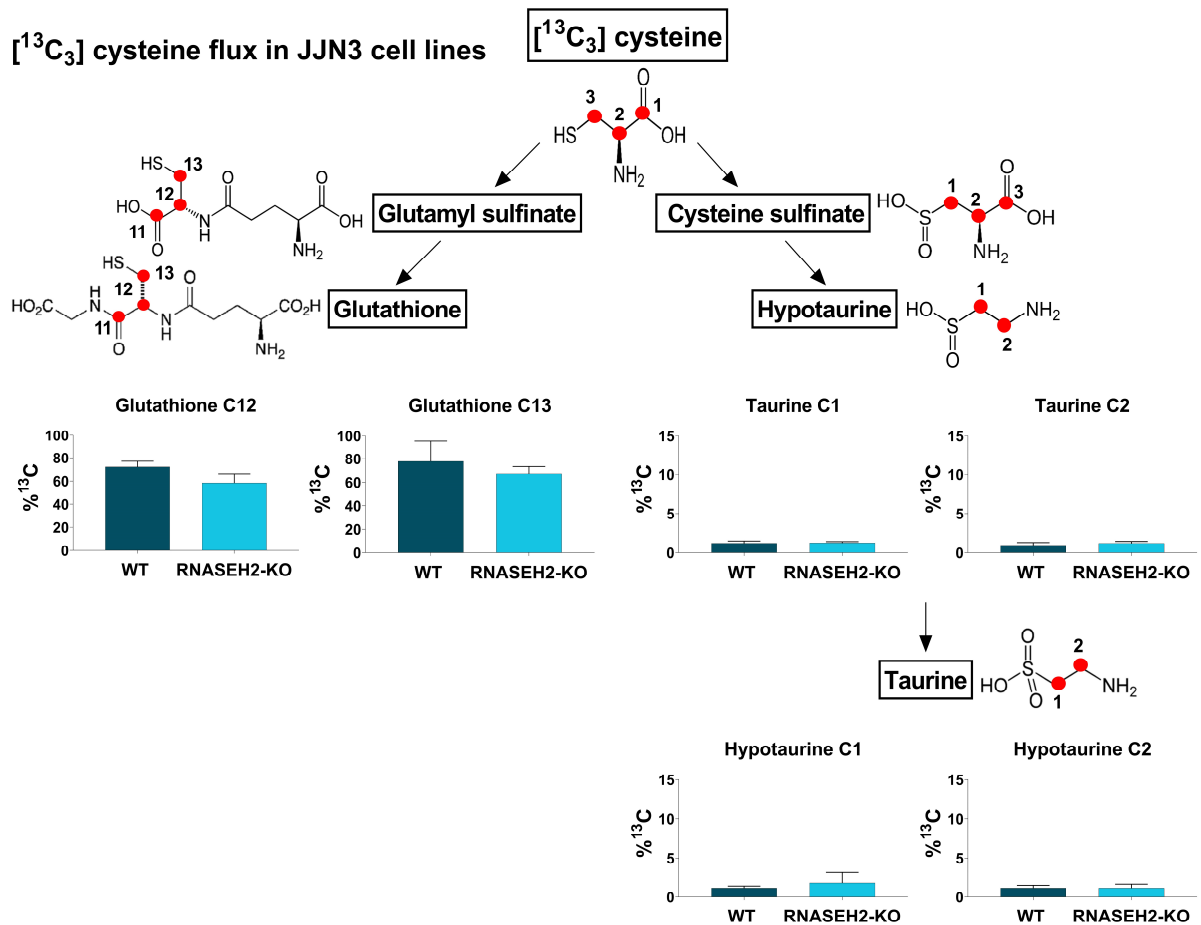 [¹³C₃] cysteine flux in JJN3 cell lines
[¹³C₃] cysteine
O
3
2
1
HS
OH
NH₂
HS
13
12
HO
11
O
N
H
O
O
OH
NH₂
Glutamyl sulfinate
Cysteine sulfinate
HO
S
O
1
2
O
3
OH
NH₂
HS
13
12
HO₂C
H
N
11
O
N
H
O
CO₂H
NH₂
Glutathione
Hypotaurine
HO
S
O
1
2
NH₂
Glutathione C12
%¹³C
100
80
60
40
20
0
WT RNASEH2-KO
Glutathione C13
%¹³C
100
80
60
40
20
0
WT RNASEH2-KO
Taurine C1
%¹³C
15
10
5
0
WT RNASEH2-KO
Taurine C2
%¹³C
15
10
5
0
WT RNASEH2-KO
Taurine
O
S
HO
O
1
2
NH₂
Hypotaurine C1
%¹³C
15
10
5
0
WT RNASEH2-KO
Hypotaurine C2
%¹³C
15
10
5
0
WT RNASEH2-KO